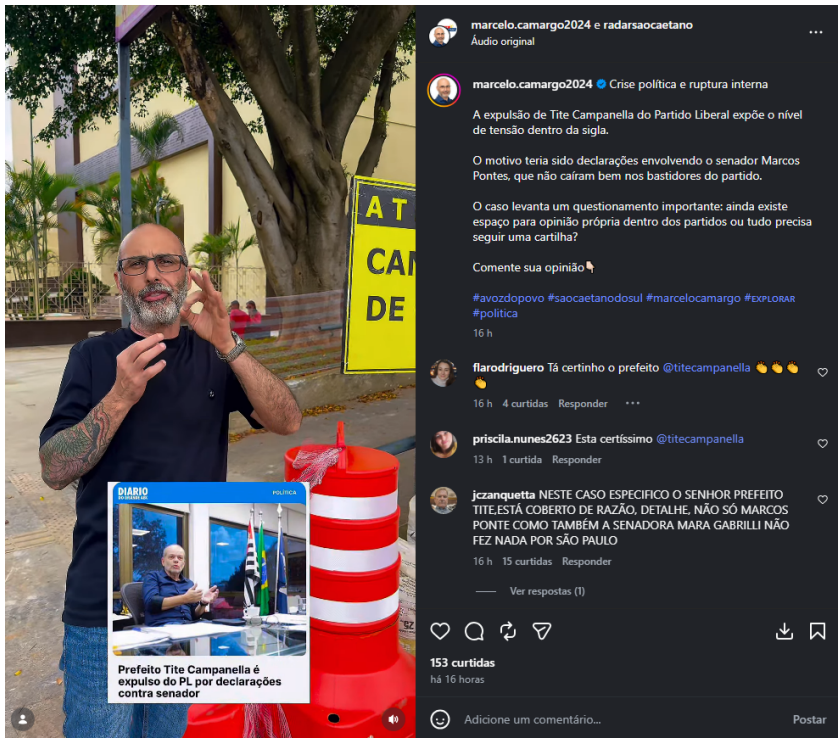 marcelo.camargo2024 e radarsaocaetano
Áudio original
marcelo.camargo2024 Crise política e ruptura interna
A expulsão de Tite Campanella do Partido Liberal expõe o nível
de tensão dentro da sigla.
O motivo teria sido declarações envolvendo o senador Marcos
Pontes, que não caíram bem nos bastidores do partido.
O caso levanta um questionamento importante: ainda existe
espaço para opinião própria dentro dos partidos ou tudo precisa
seguir uma cartilha?
Comente sua opinião👇🏻
#avozdopovo #saocaetanodosul #marcelocamargo #ᴇxᴘʟᴏʀᴀʀ
#politica
16 h
flarodriguero Tá certinho o prefeito @titecampanella 👏👏👏
👏
16 h 4 curtidas Responder
priscila.nunes2623 Esta certíssimo @titecampanella
13 h 1 curtida Responder
jczanquetta NESTE CASO ESPECIFICO O SENHOR PREFEITO
TITE,ESTÁ COBERTO DE RAZÃO, DETALHE, NÃO SÓ MARCOS
PONTE COMO TAMBÉM A SENADORA MARA GABRILLI NÃO
FEZ NADA POR SÃO PAULO
16 h 15 curtidas Responder
Ver respostas (1)
153 curtidas
há 16 horas
Adicione um comentário...
Postar
AT
CAM
DE
DIÁRIO
DO GRANDE ABC
POLÍTICA
Prefeito Tite Campanella é
expulso do PL por declarações
contra senador